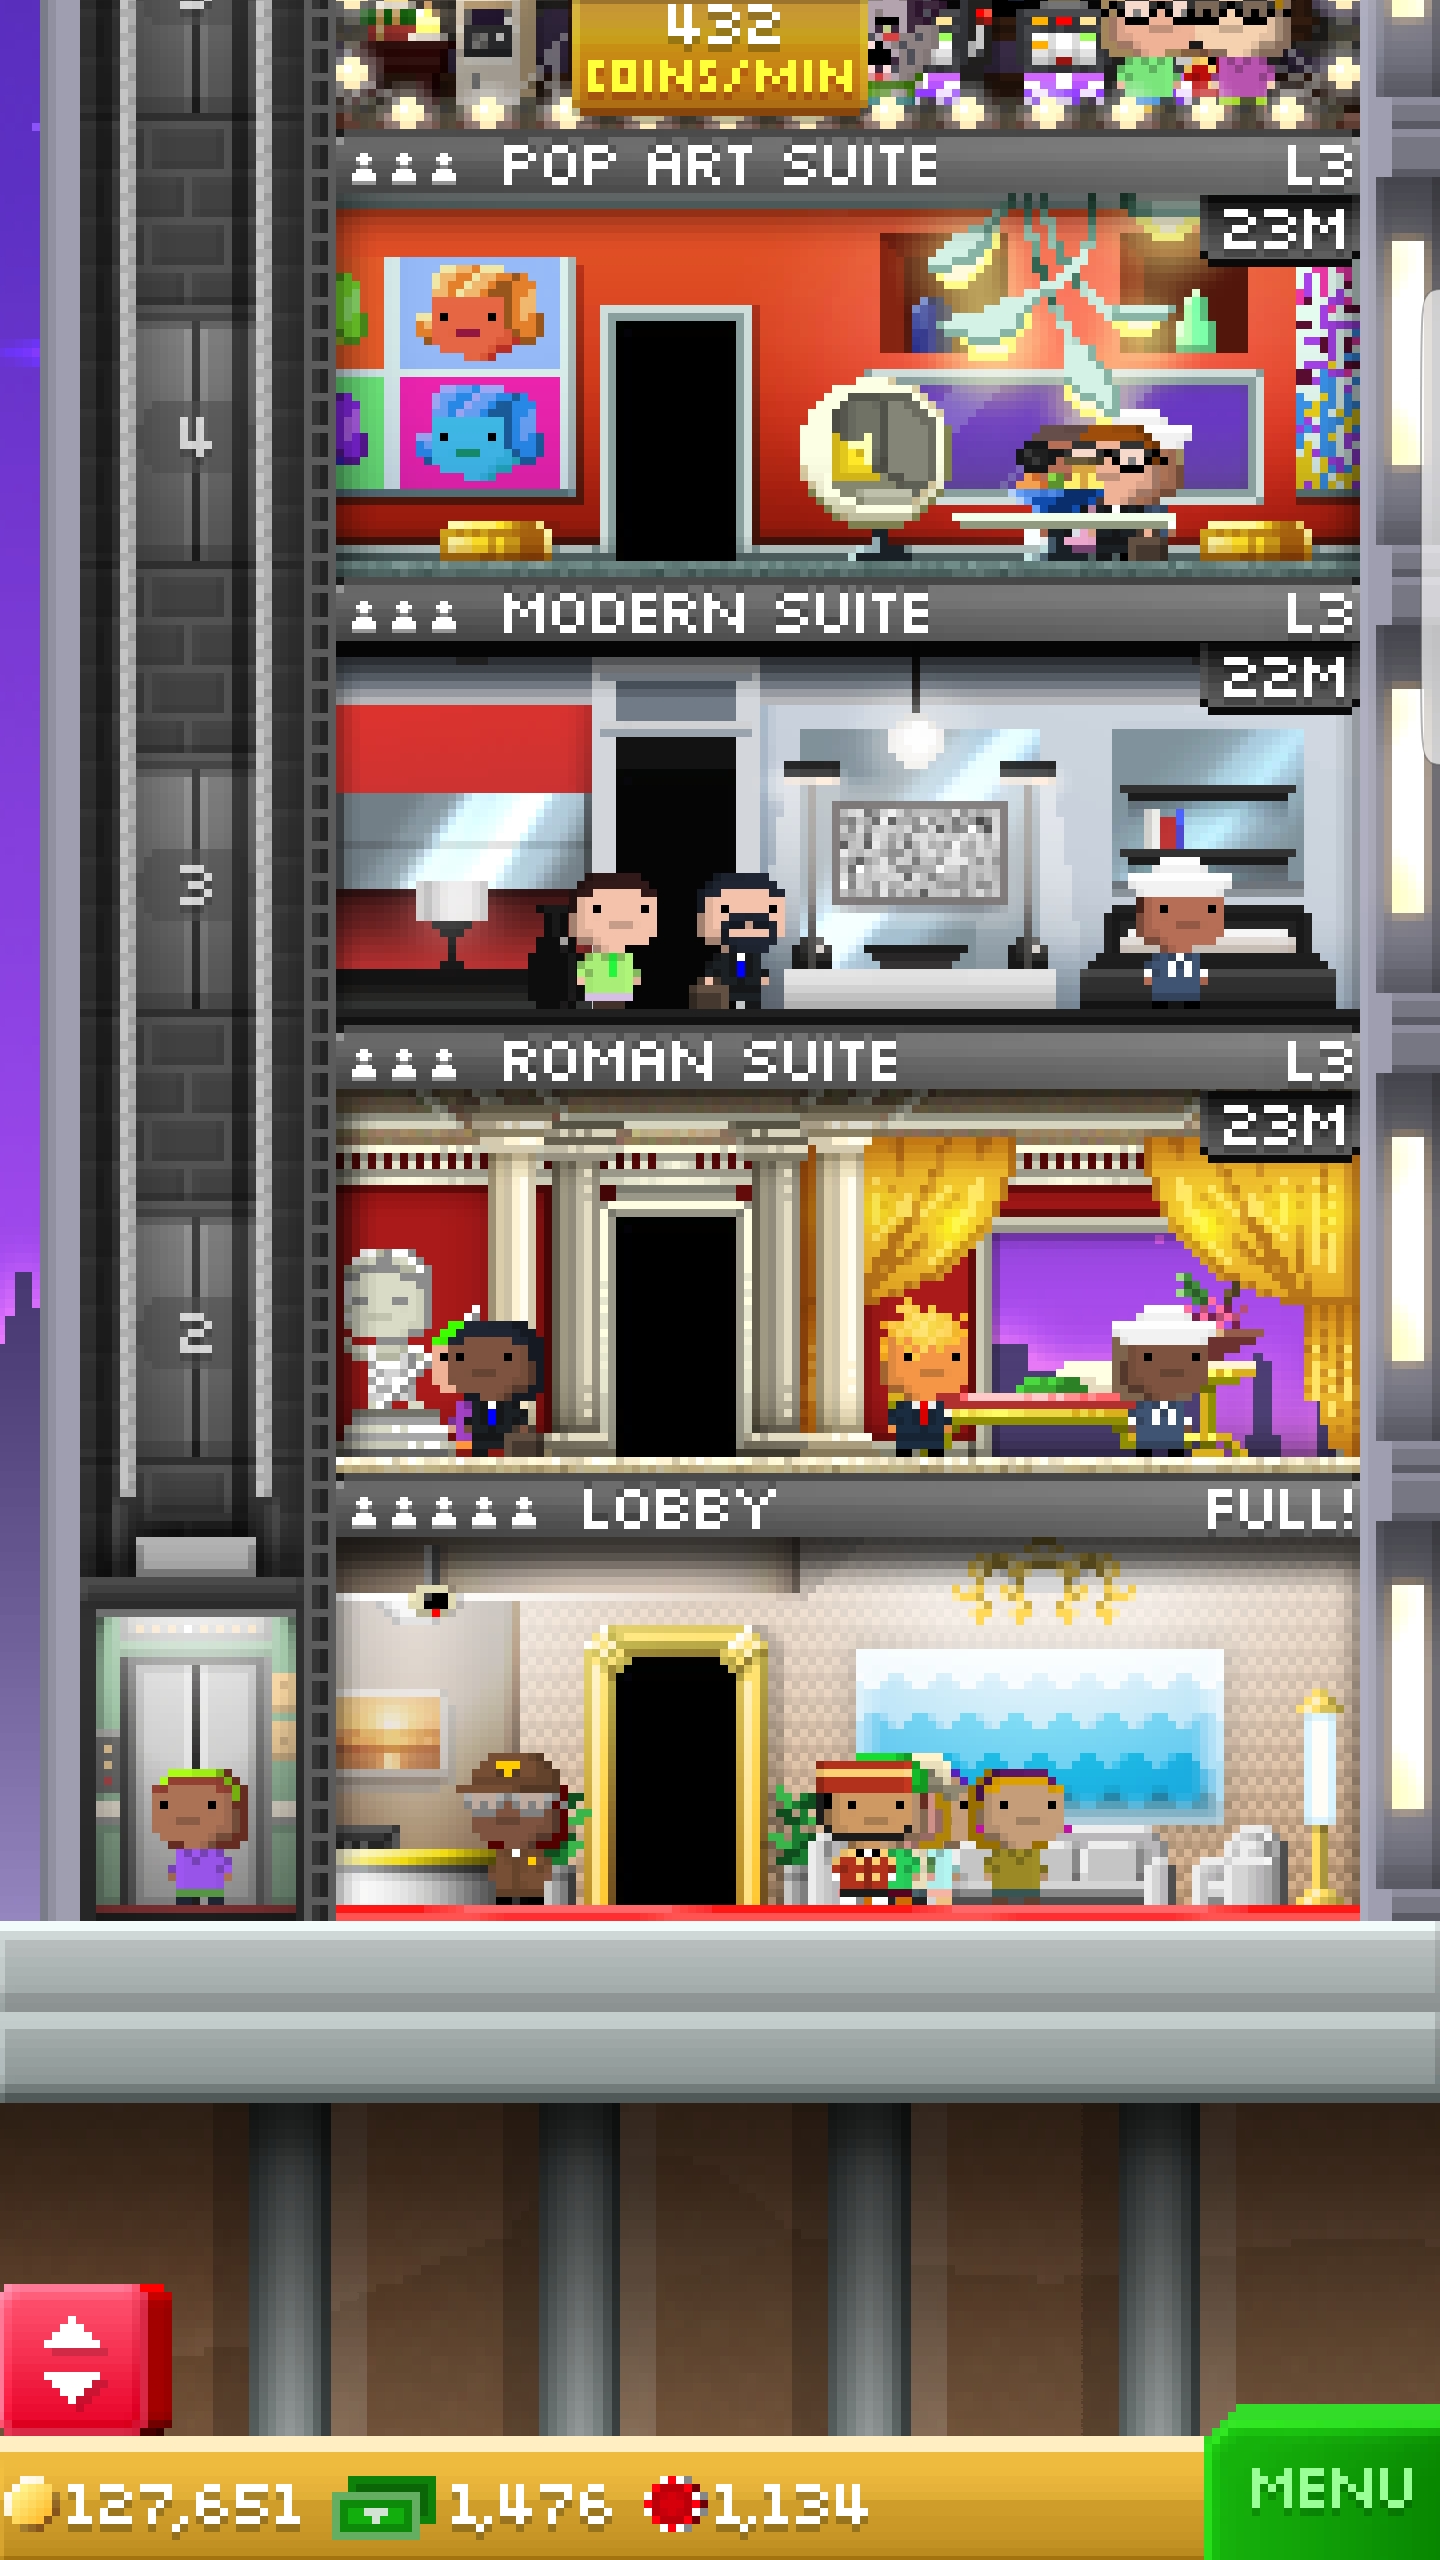 432
COINS/MIN
POP ART SUITE L3
23M
4
MODERN SUITE L3
22M
3
ROMAN SUITE L3
23M
2
LOBBY FULL!
127,651 1,476 1,134 MENU